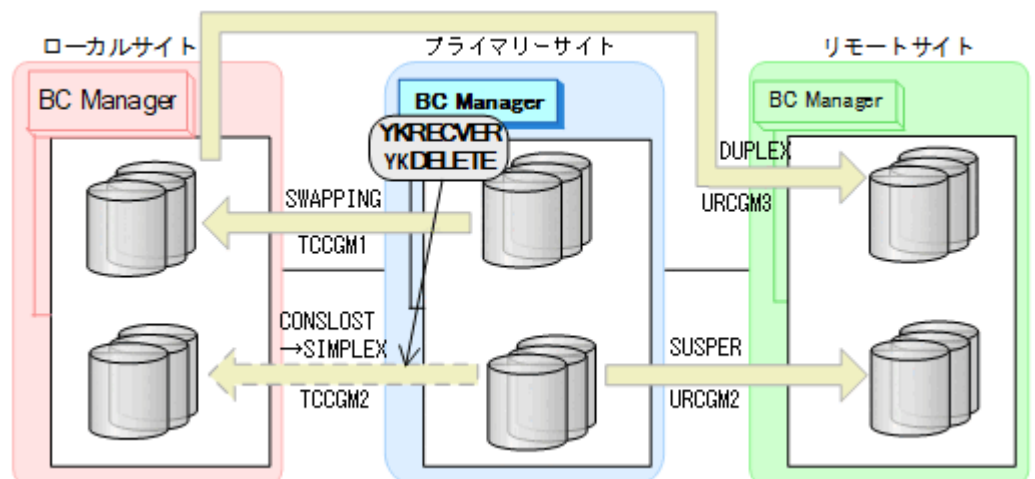 ローカルサイト
プライマリーサイト
リモートサイト
BC Manager
BC Manager
BC Manager
YKRECVER
YKDELETE
DUPLEX
URCGM3
SWAPPING
TCCGM1
CONSLOST
→SIMPLEX
TCCGM2
SUSPER
URCGM2